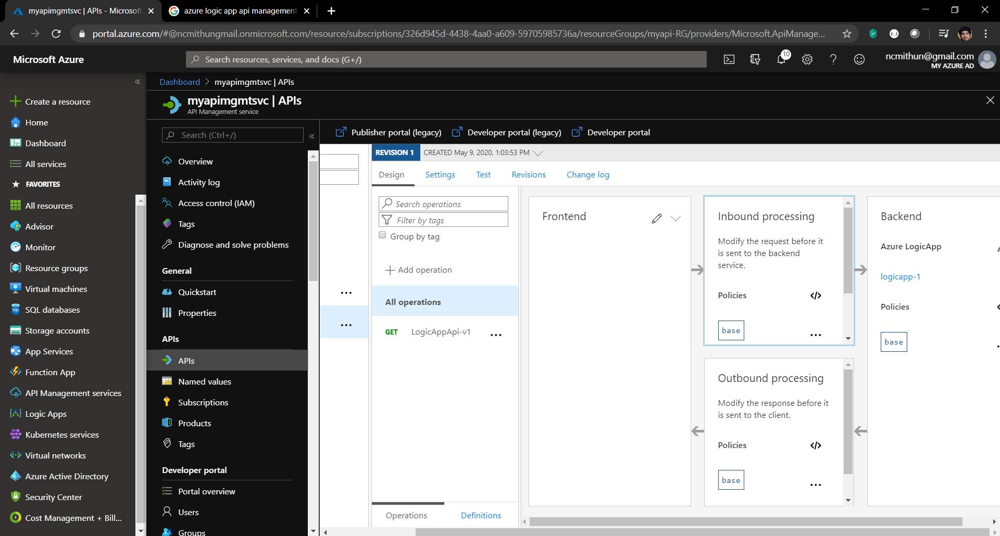 myapimgmtsvc | APIs - Microsoft
azure logic app api management
portal.azure.com/#@ncmithungmail.onmicrosoft.com/resource/subscriptions/326d945d-4438-4aa0-a609-59705985736a/resourceGroups/myapi-RG/providers/Microsoft.ApiManage...
Microsoft Azure
Search resources, services, and docs (G+/)
10
ncmithun@gmail.com
MY AZURE AD
Create a resource
Home
Dashboard
All services
FAVORITES
All resources
Advisor
Monitor
Resource groups
Virtual machines
SQL databases
Storage accounts
App Services
Function App
API Management services
Logic Apps
Kubernetes services
Virtual networks
Azure Active Directory
Security Center
Cost Management + Bill...
Dashboard > myapimgmtsvc | APIs
myapimgmtsvc | APIs
API Management service
Search (Ctrl+/)
Overview
Activity log
Access control (IAM)
Tags
Diagnose and solve problems
General
Quickstart
Properties
APIs
APIs
Named values
Subscriptions
Products
Tags
Developer portal
Portal overview
Users
Groups
Publisher portal (legacy)
Developer portal (legacy)
Developer portal
REVISION 1
CREATED May 9, 2020, 1:03:53 PM
Design
Settings
Test
Revisions
Change log
Search operations
Filter by tags
Group by tag
Add operation
All operations
GET LogicAppApi-v1
Operations
Definitions
Frontend
Inbound processing
Modify the request before it
is sent to the backend
service.
Policies
base
Outbound processing
Modify the response before it
is sent to the client.
Policies
base
Backend
Azure LogicApp
logicapp-1
Policies
base